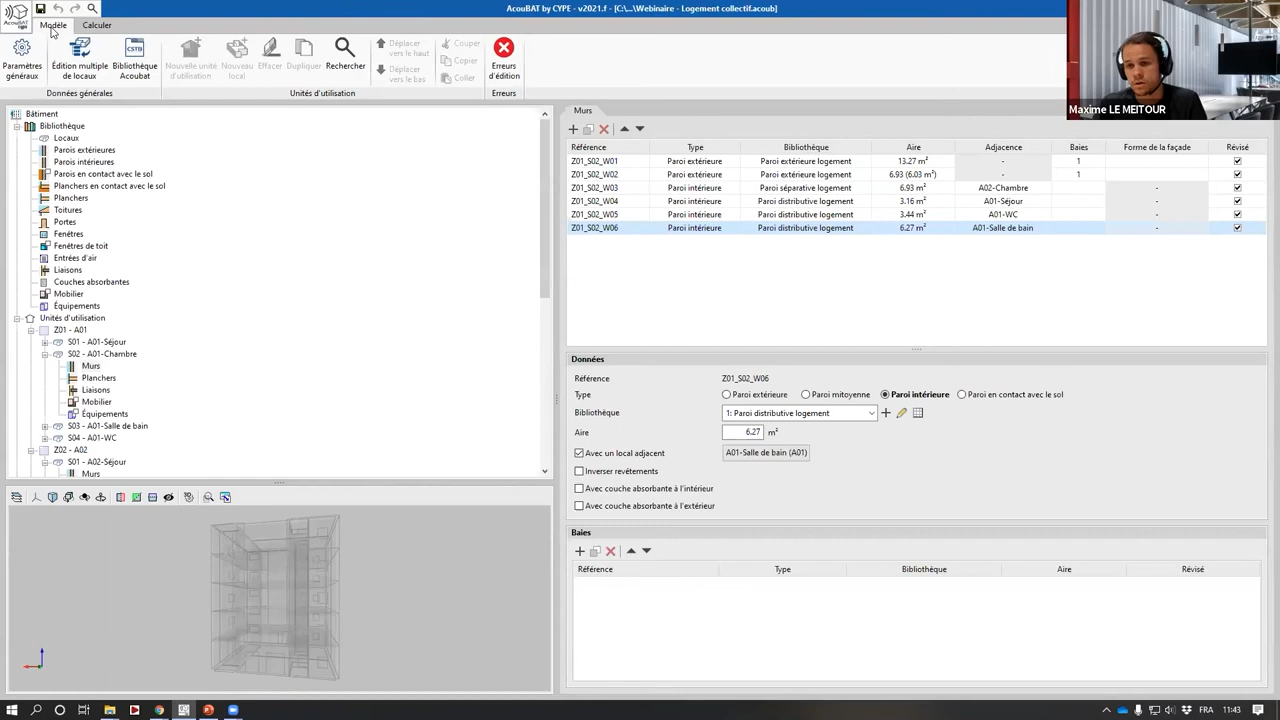 AcouBAT by CYPE - v2021.f - [C:\...\Webinaire - Logement collectif.acoub]
Modèle
Calculer
Paramètres généraux
Édition multiple de locaux
CSTB
Bibliothèque Acoubat
Nouvelle unité d'utilisation
Nouveau local
Effacer
Dupliquer
Rechercher
Déplacer vers le haut
Déplacer vers le bas
Couper
Copier
Coller
Erreurs d'édition
Données générales
Unités d'utilisation
Erreurs
Maxime LE MEITOUR
Bâtiment
Bibliothèque
Locaux
Parois extérieures
Parois intérieures
Parois en contact avec le sol
Planchers en contact avec le sol
Planchers
Toitures
Portes
Fenêtres
Fenêtres de toit
Entrées d'air
Liaisons
Couches absorbantes
Mobilier
Équipements
Unités d'utilisation
Z01 - A01
S01 - A01-Séjour
S02 - A01-Chambre
Murs
Planchers
Liaisons
Mobilier
Équipements
S03 - A01-Salle de bain
S04 - A01-WC
Z02 - A02
S01 - A02-Séjour
Murs
Murs
Référence Type Bibliothèque Aire Adjacence Baies Forme de la façade Révisé
Z01_S02_W01 Paroi extérieure Paroi extérieure logement 13.27 m² - 1
Z01_S02_W02 Paroi extérieure Paroi extérieure logement 6.93 (6.03 m²) - 1
Z01_S02_W03 Paroi intérieure Paroi séparative logement 6.93 m² A02-Chambre -
Z01_S02_W04 Paroi intérieure Paroi distributive logement 3.16 m² A01-Séjour -
Z01_S02_W05 Paroi intérieure Paroi distributive logement 3.44 m² A01-WC -
Z01_S02_W06 Paroi intérieure Paroi distributive logement 6.27 m² A01-Salle de bain -
Données
Référence Z01_S02_W06
Type Paroi extérieure Paroi mitoyenne Paroi intérieure Paroi en contact avec le sol
Bibliothèque 1: Paroi distributive logement
Aire 6.27 m²
Avec un local adjacent A01-Salle de bain (A01)
Inverser revêtements
Avec couche absorbante à l'intérieur
Avec couche absorbante à l'extérieur
Baies
Référence Type Bibliothèque Aire Révisé
FRA 11:43